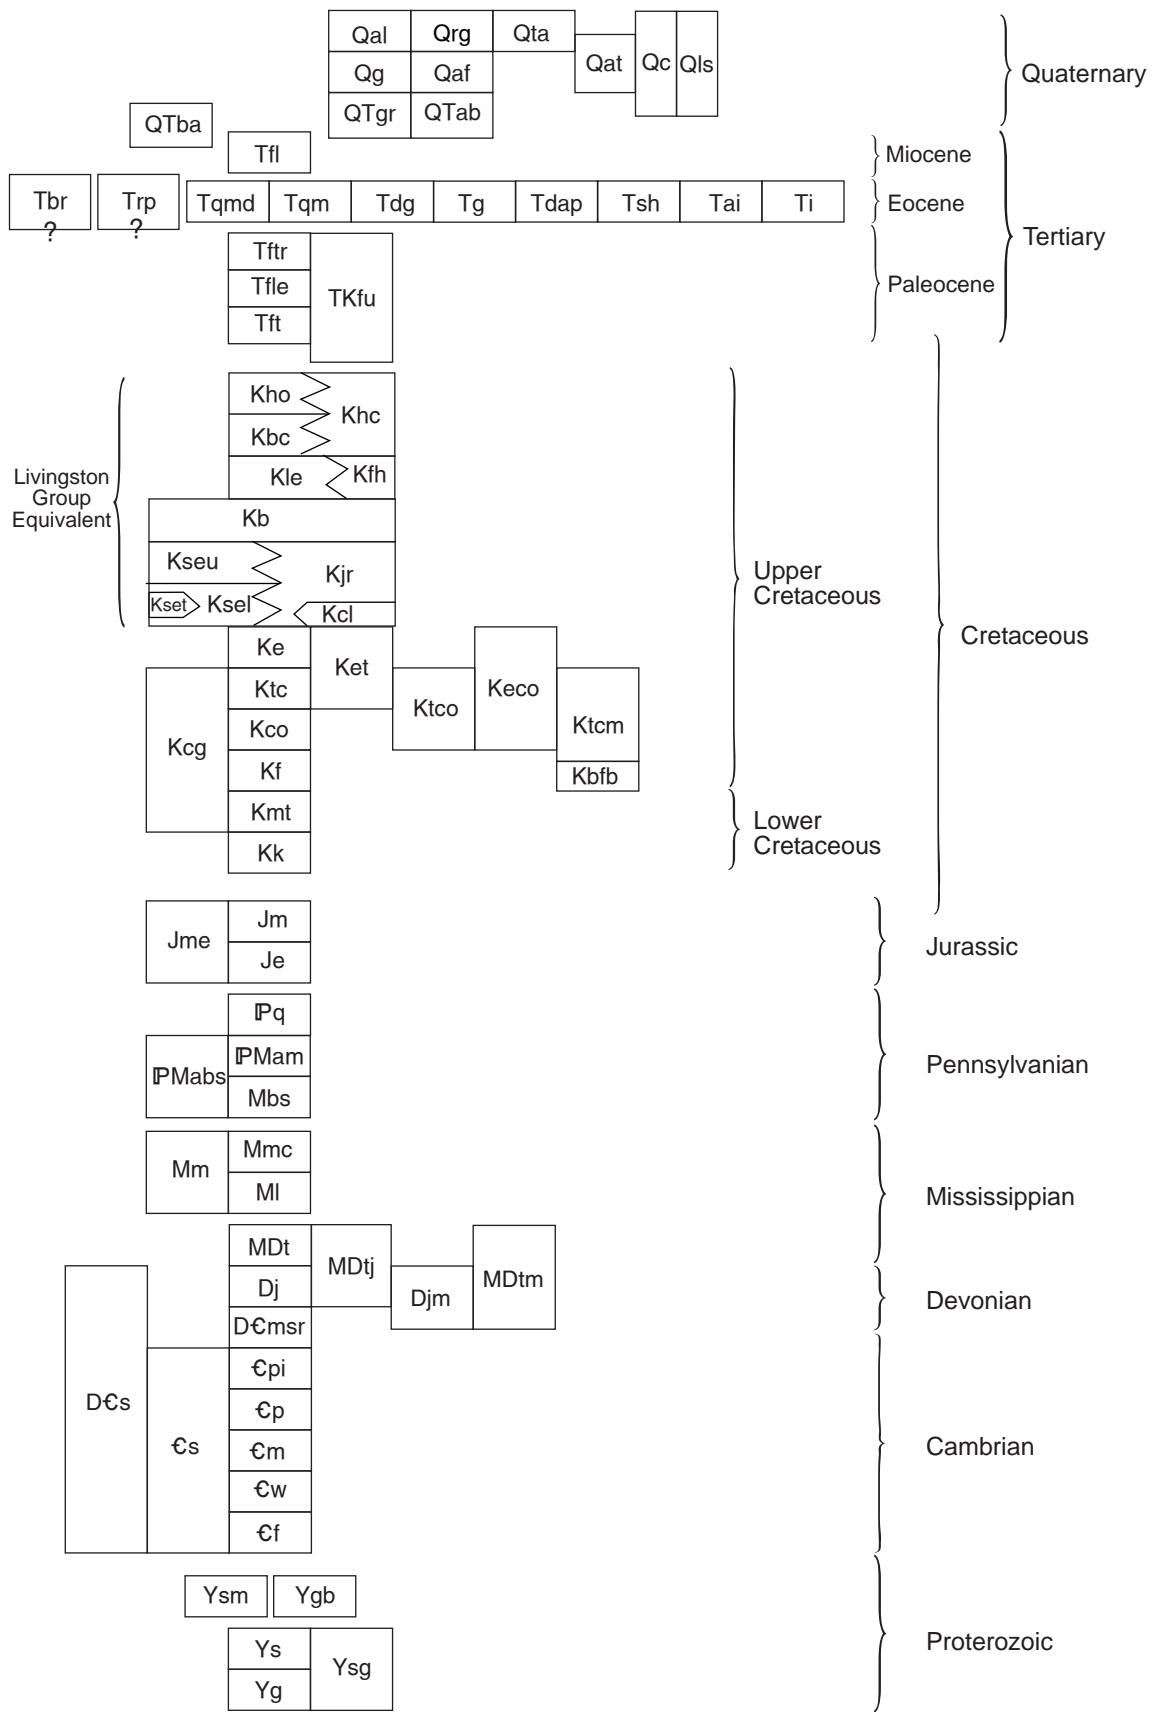 Qal Qrg Qta
Qat Qc Qls
Qg Qaf
Quaternary
QTgr QTab
QTba
Tfl
Miocene
Tbr Trp Tqmd Tqm Tdg Tg Tdap Tsh Tai Ti
Eocene
? ?
Tertiary
Tftr
Tfle
TKfu
Paleocene
Tft
Kho
Khc
Kbc
Kle Kfh
Livingston
Group
Equivalent
Kb
Kseu
Kjr
Kset Ksel
Kcl
Upper
Cretaceous
Cretaceous
Ke
Ket
Ktc
Keco
Ktco
Kco
Ktcm
Kcg
Kf
Kbfb
Kmt
Lower
Cretaceous
Kk
Jm
Jme
Je
Jurassic
ℙq
ℙMam
ℙMabs
Mbs
Pennsylvanian
Mmc
Mm
Ml
Mississippian
MDt
MDtj
MDtm
Dj
Djm
Devonian
D€msr
€pi
D€s
€p
€s
€m
Cambrian
€w
€f
Ysm Ygb
Ys
Ysg
Yg
Proterozoic